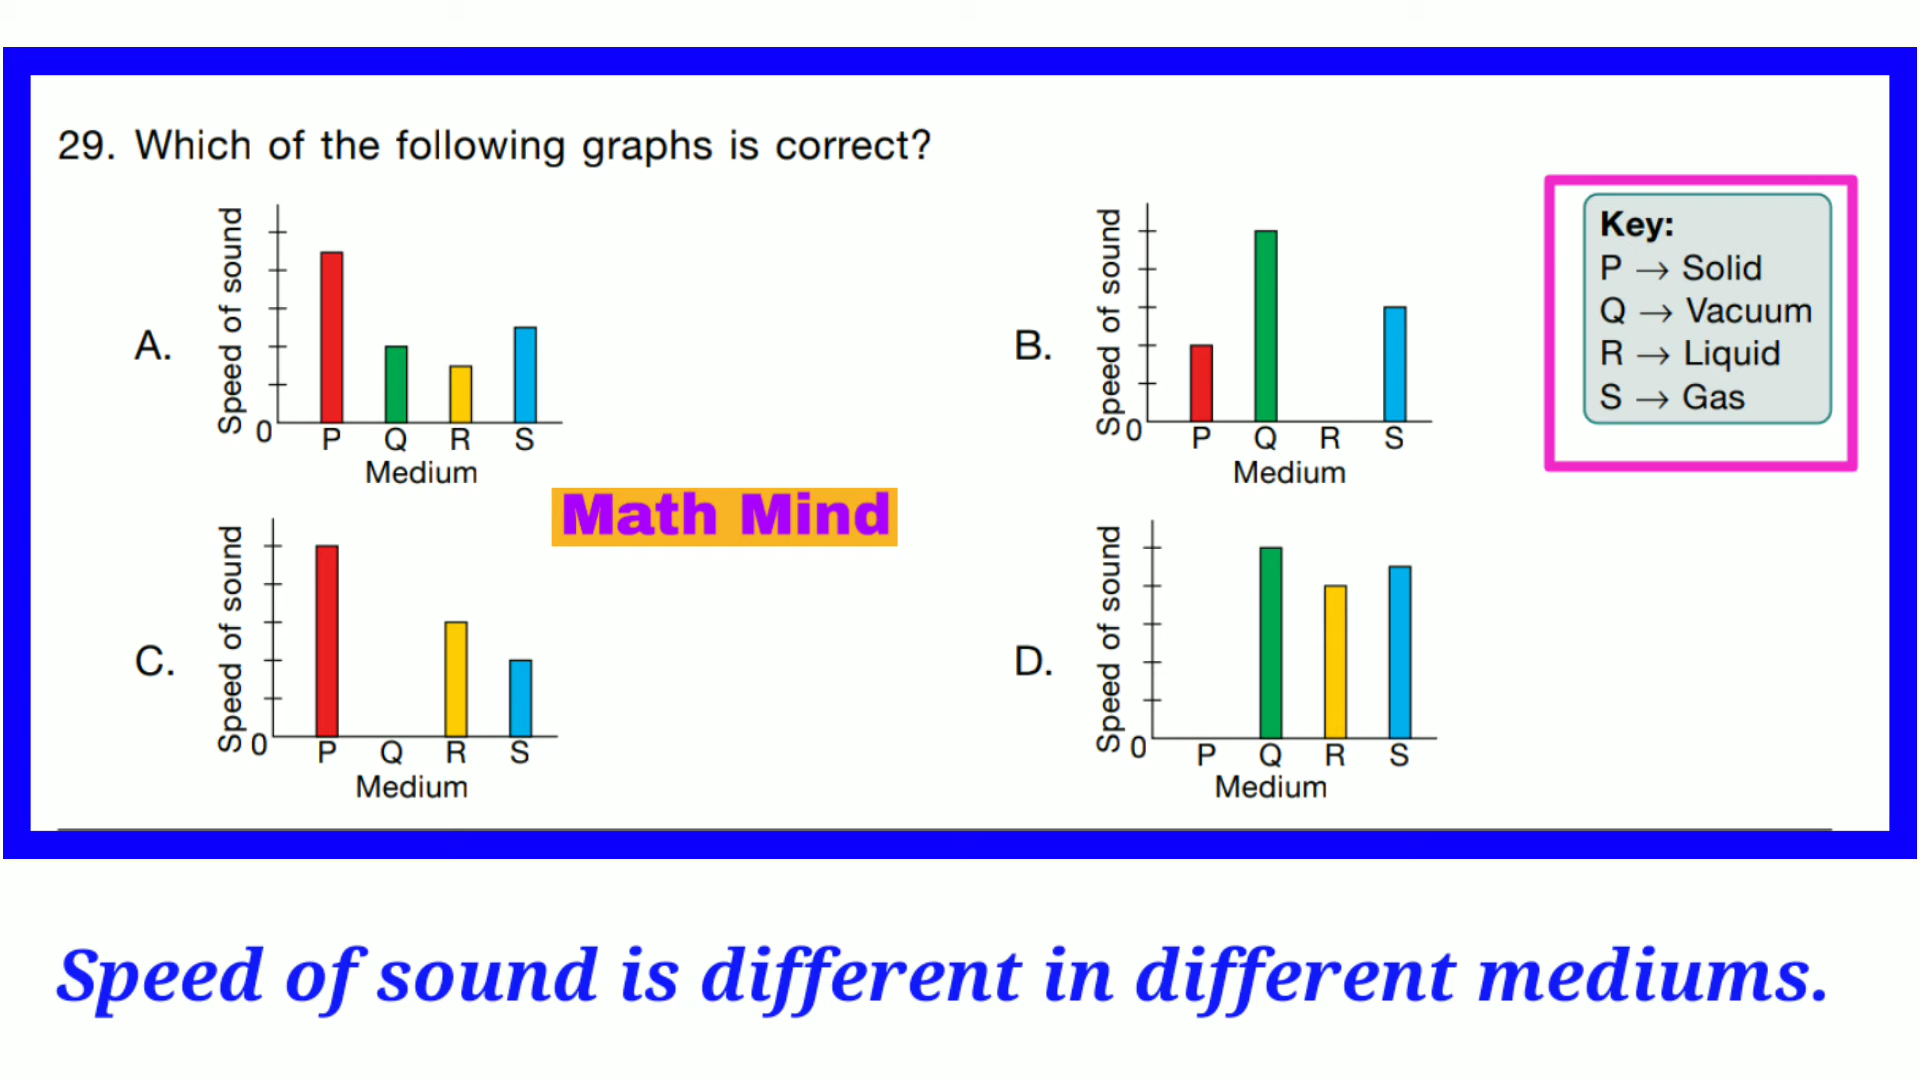 29. Which of the following graphs is correct?
A.
Speed of sound
0
P Q R S
Medium
B.
Speed of sound
0
P Q R S
Medium
Key:
P → Solid
Q → Vacuum
R → Liquid
S → Gas
Math Mind
C.
Speed of sound
0
P Q R S
Medium
D.
Speed of sound
0
P Q R S
Medium
Speed of sound is different in different mediums.